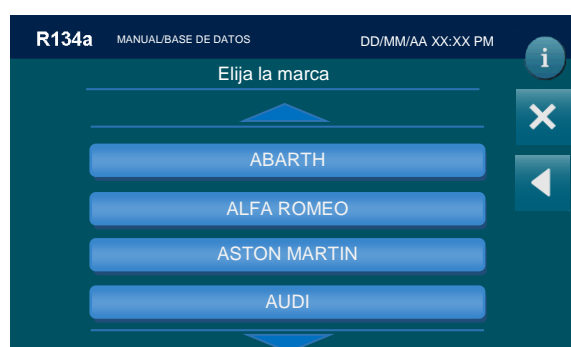 R134a MANUAL/BASE DE DATOS DD/MM/AA XX:XX PM
i
Elija la marca
ABARTH
ALFA ROMEO
ASTON MARTIN
AUDI